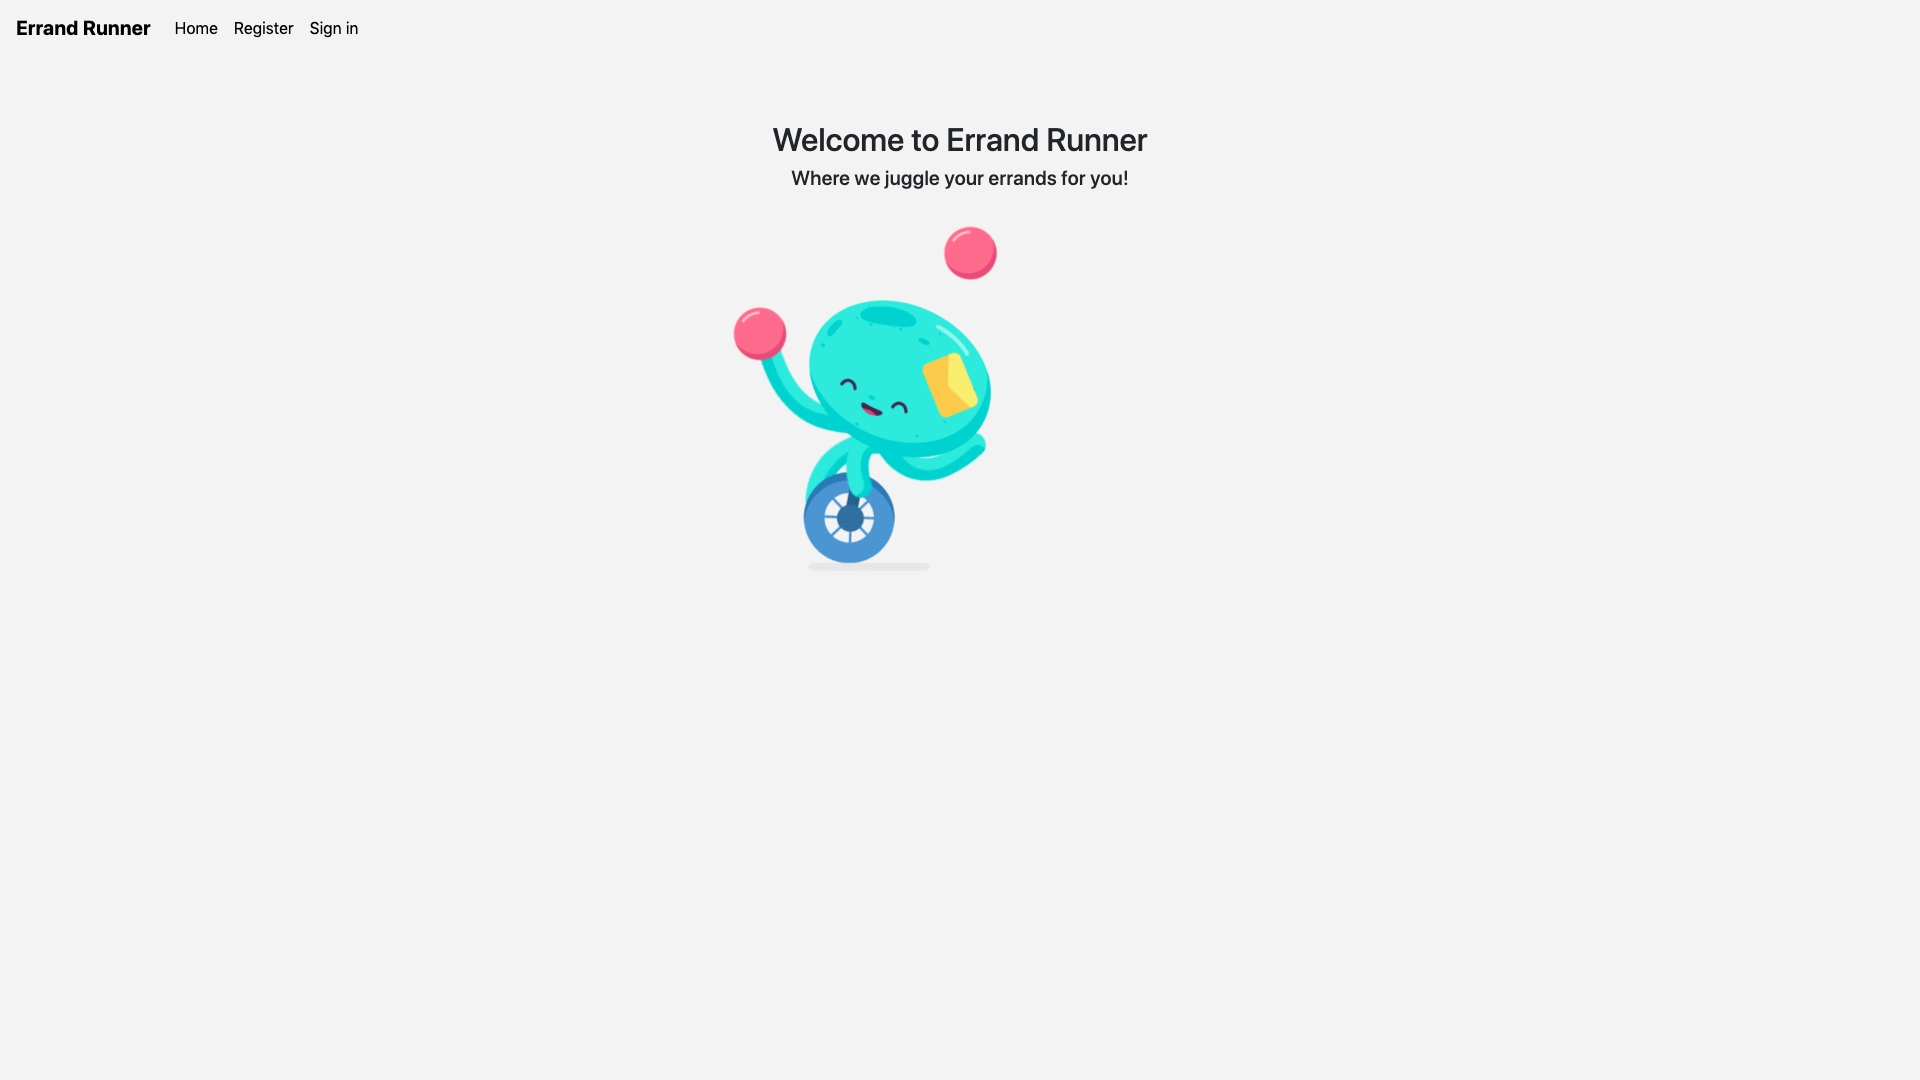 Errand Runner Home Register Sign in
Welcome to Errand Runner
Where we juggle your errands for you!